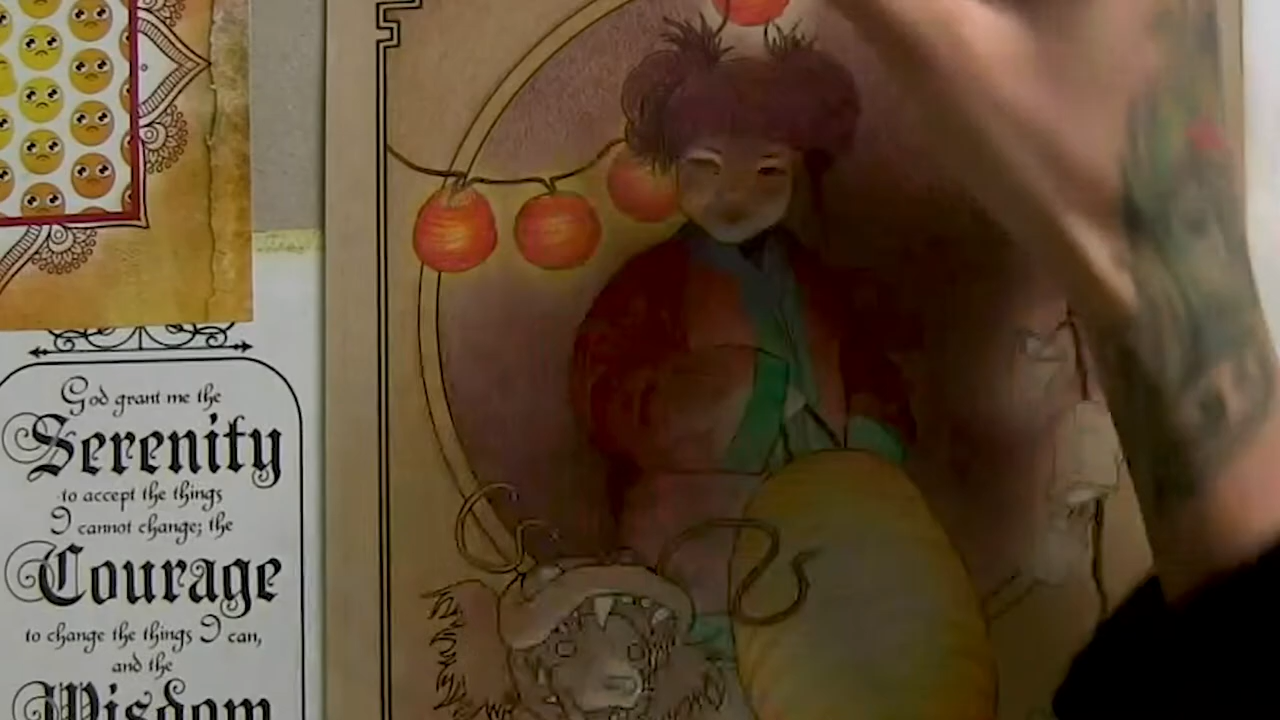 God grant me the
Serenity
to accept the things
I cannot change; the
Courage
to change the things I can,
and the
Wisdom